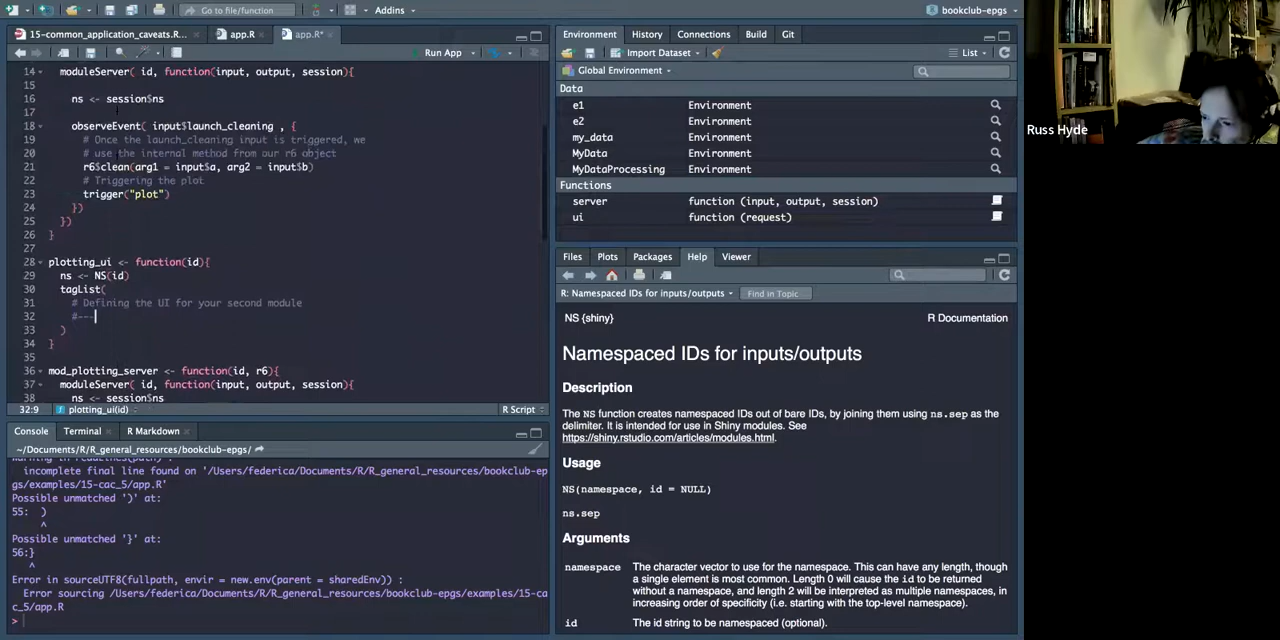 Go to file/function
Addins
bookclub-epgs
15-common_application_caveats.R...
app.R
app.R*
Run App
14 moduleServer( id, function(input, output, session){
15
16 ns <- session$ns
17
18 observeEvent( input$launch_cleaning , {
19 # Once the launch_cleaning input is triggered, we
20 # use the internal method from our r6 object
21 r6$clean(arg1 = input$a, arg2 = input$b)
22 # Triggering the plot
23 trigger("plot")
24 })
25 })
26 }
27
28 plotting_ui <- function(id){
29 ns <- NS(id)
30 tagList(
31 # Defining the UI for your second module
32 #---
33 )
34 }
35
36 mod_plotting_server <- function(id, r6){
37 moduleServer( id, function(input, output, session){
38 ns <- session$ns
32:9 plotting_ui(id) R Script
Console Terminal R Markdown
~/Documents/R/R_general_resources/bookclub-epgs/
incomplete final line found on '/Users/federica/Documents/R/R_general_resources/bookclub-ep
gs/examples/15-cac_5/app.R'
Possible unmatched ')' at:
55: )
^
Possible unmatched '}' at:
56:}
^
Error in sourceUTF8(fullpath, envir = new.env(parent = sharedEnv)) :
Error sourcing /Users/federica/Documents/R/R_general_resources/bookclub-epgs/examples/15-ca
c_5/app.R
>
Environment History Connections Build Git
Import Dataset List
Global Environment
Data
e1 Environment
e2 Environment
my_data Environment
MyData Environment
MyDataProcessing Environment
Functions
server function (input, output, session)
ui function (request)
Files Plots Packages Help Viewer
R: Namespaced IDs for inputs/outputs Find in Topic
NS {shiny} R Documentation
Namespaced IDs for inputs/outputs
Description
The NS function creates namespaced IDs out of bare IDs, by joining them using ns.sep as the
delimiter. It is intended for use in Shiny modules. See
https://shiny.rstudio.com/articles/modules.html.
Usage
NS(namespace, id = NULL)
ns.sep
Arguments
namespace The character vector to use for the namespace. This can have any length, though
a single element is most common. Length 0 will cause the id to be returned
without a namespace, and length 2 will be interpreted as multiple namespaces, in
increasing order of specificity (i.e. starting with the top-level namespace).
id The id string to be namespaced (optional).
Russ Hyde